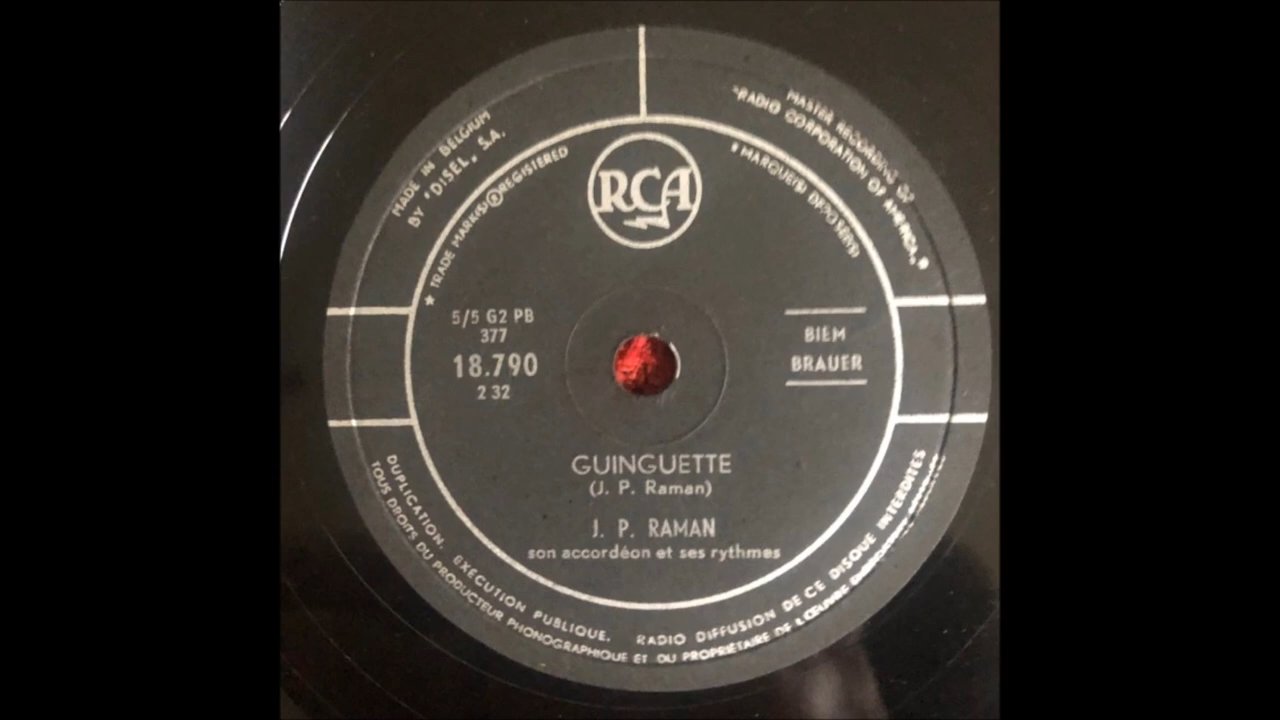 MADE IN BELGIUM
BY "DISEL" S.A.
MASTER RECORDING OF
"RADIO CORPORATION OF AMERICA"
★ TRADE MARK(S) ® REGISTERED
MARQUE(S) DEPOSEE(S)
RCA
5/5 G2 PB
377
18.790
2 32
BIEM
BRAUER
GUINGUETTE
(J. P. Raman)
J. P. RAMAN
son accordéon et ses rythmes
DUPLICATION. EXECUTION PUBLIQUE. RADIO DIFFUSION DE CE DISQUE INTERDITES
TOUS DROITS DU PRODUCTEUR PHONOGRAPHIQUE ET DU PROPRIÉTAIRE DE L'ŒUVRE